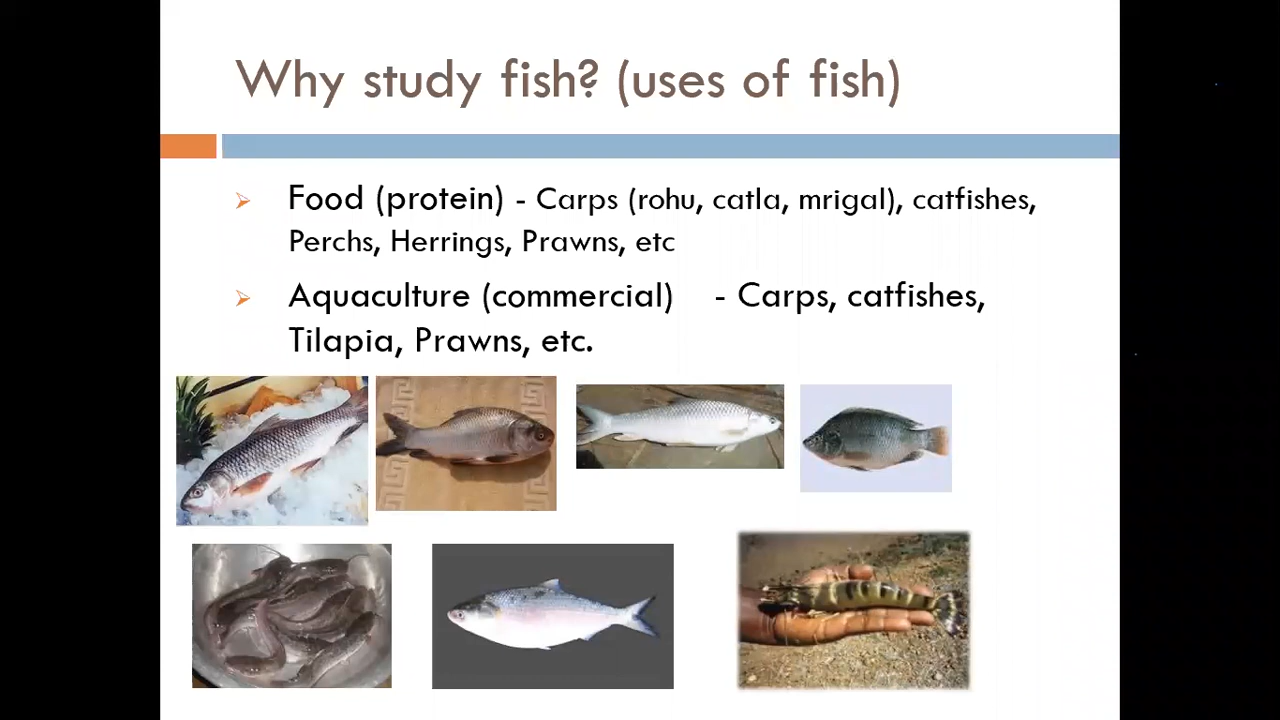 Why study fish? (uses of fish)
Food (protein) - Carps (rohu, catla, mrigal), catfishes,
Perchs, Herrings, Prawns, etc
Aquaculture (commercial) - Carps, catfishes,
Tilapia, Prawns, etc.